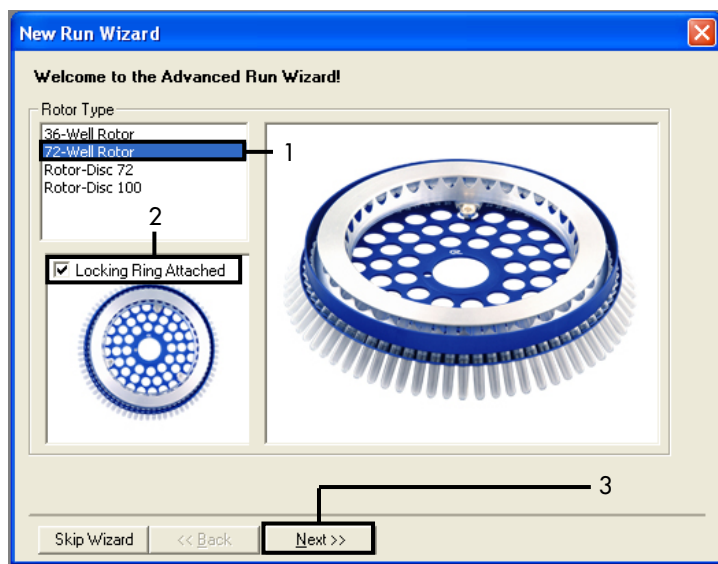 New Run Wizard
Welcome to the Advanced Run Wizard!
Rotor Type
36-Well Rotor
72-Well Rotor
Rotor-Disc 72
Rotor-Disc 100
1
2
Locking Ring Attached
3
Skip Wizard
<< Back
Next >>